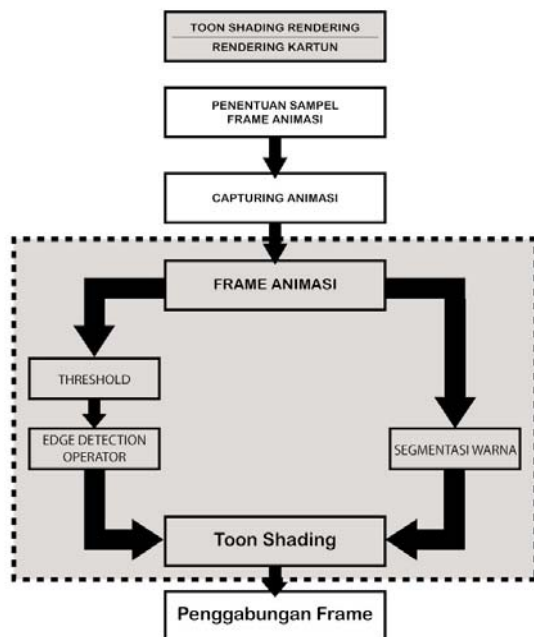 TOON SHADING RENDERING
RENDERING KARTUN
PENENTUAN SAMPEL
FRAME ANIMASI
CAPTURING ANIMASI
FRAME ANIMASI
THRESHOLD
EDGE DETECTION
OPERATOR
SEGMENTASI WARNA
Toon Shading
Penggabungan Frame